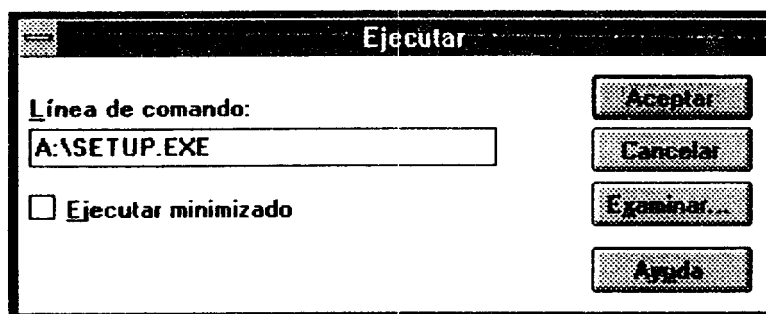 Ejecutar
Línea de comando:
A:\SETUP.EXE
Ejecutar minimizado
Aceptar
Cancelar
Examinar...
Ayuda